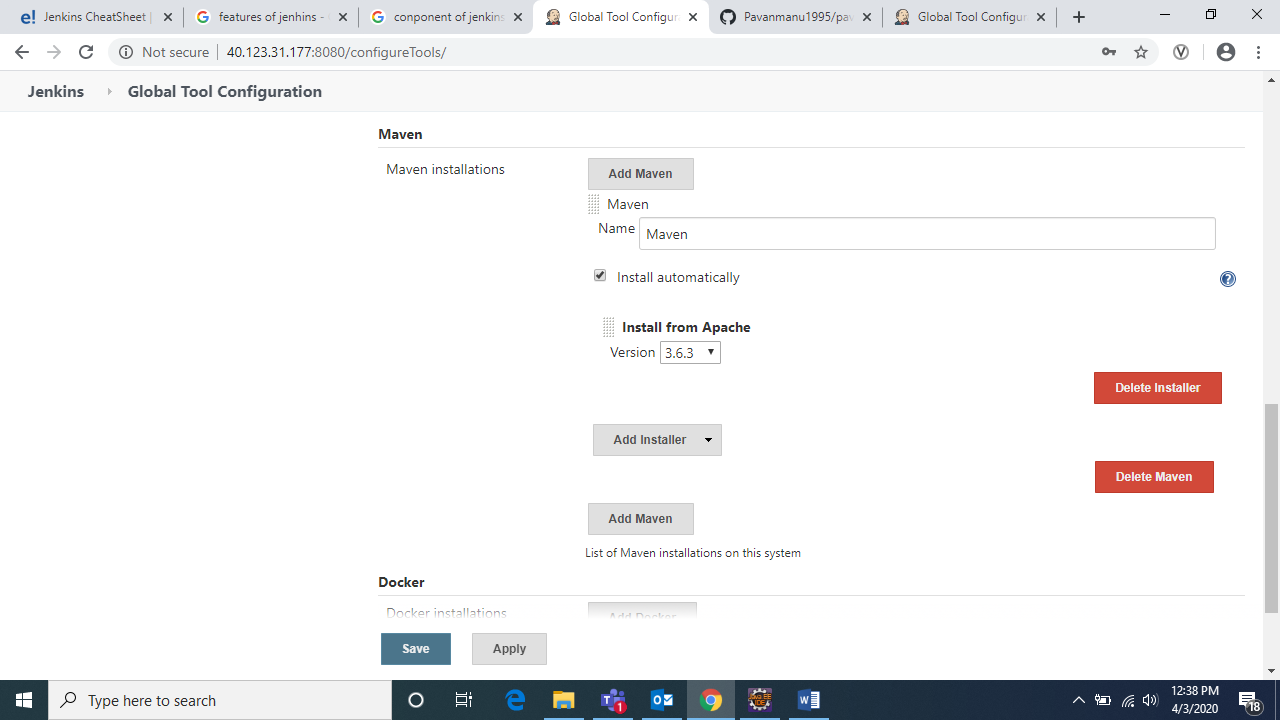 e! Jenkins CheatSheet |
features of jenhins -
conponent of jenkins
Global Tool Configur
Pavanmanu1995/pav
Global Tool Configur
Not secure | 40.123.31.177:8080/configureTools/
Jenkins Global Tool Configuration
Maven
Maven installations Add Maven
Maven
Name Maven
Install automatically ?
Install from Apache
Version 3.6.3
Delete Installer
Add Installer
Delete Maven
Add Maven
List of Maven installations on this system
Docker
Docker installations Add Docker
Save Apply
Type here to search
1
12:38 PM
4/3/2020
18